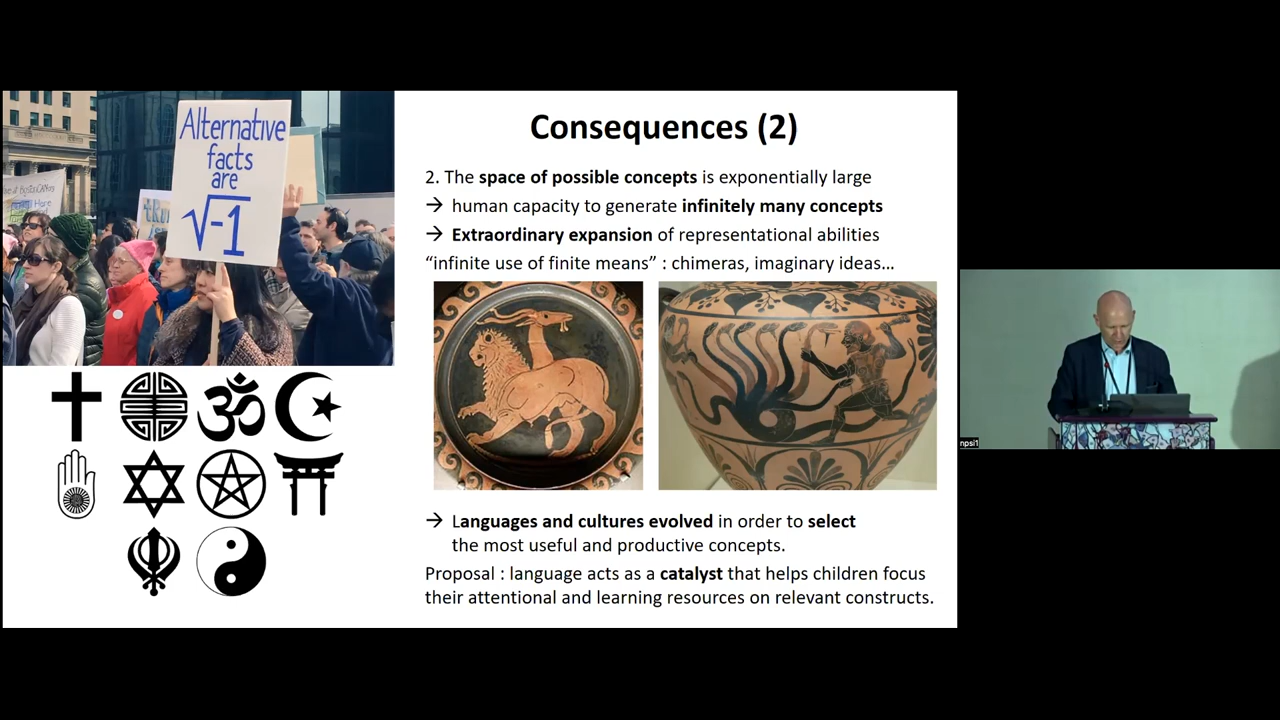 Alternative
facts
are
√-1
Consequences (2)
2. The space of possible concepts is exponentially large
→ human capacity to generate infinitely many concepts
→ Extraordinary expansion of representational abilities
“infinite use of finite means” : chimeras, imaginary ideas…
→ Languages and cultures evolved in order to select
the most useful and productive concepts.
Proposal : language acts as a catalyst that helps children focus
their attentional and learning resources on relevant constructs.
npsi1